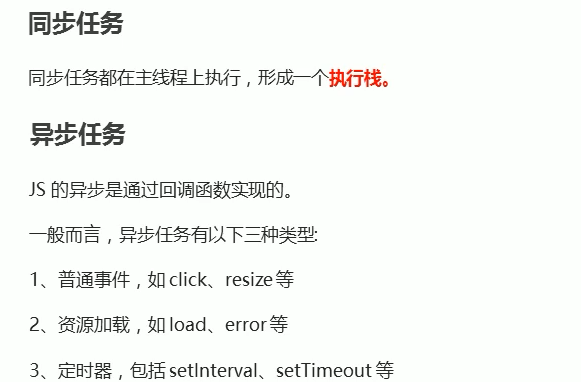 同步任务
同步任务都在主线程上执行，形成一个执行栈。
异步任务
JS 的异步是通过回调函数实现的。
一般而言，异步任务有以下三种类型:
1、普通事件，如 click、resize 等
2、资源加载，如 load、error 等
3、定时器，包括 setInterval、setTimeout 等